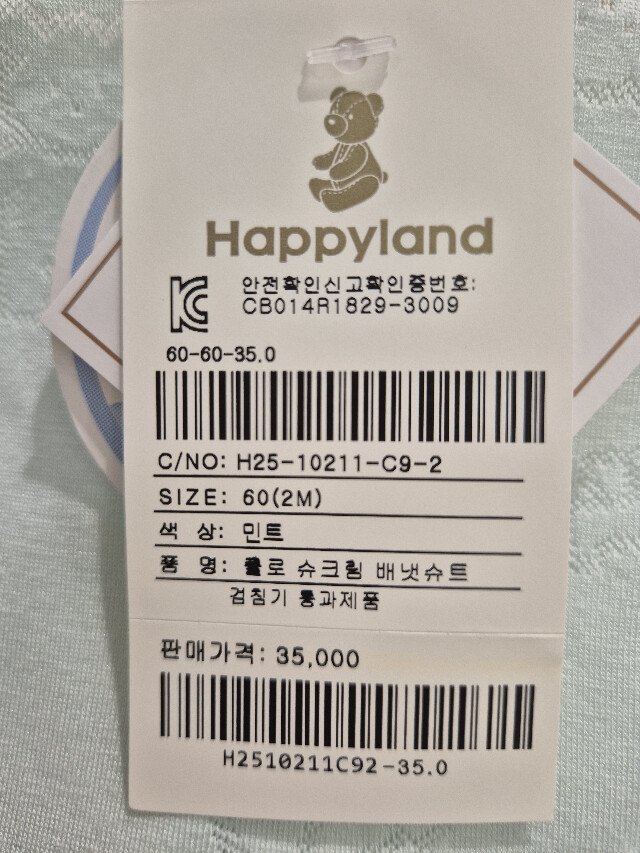 Happyland
안전확인신고확인증번호:
CB014R1829-3009
60-60-35.0
C/NO: H25-10211-C9-2
SIZE: 60(2M)
색 상: 민트
품 명: 슈크림 배냇슈트
검침기 통과제품
판매가격: 35,000
H2510211C92-35.0